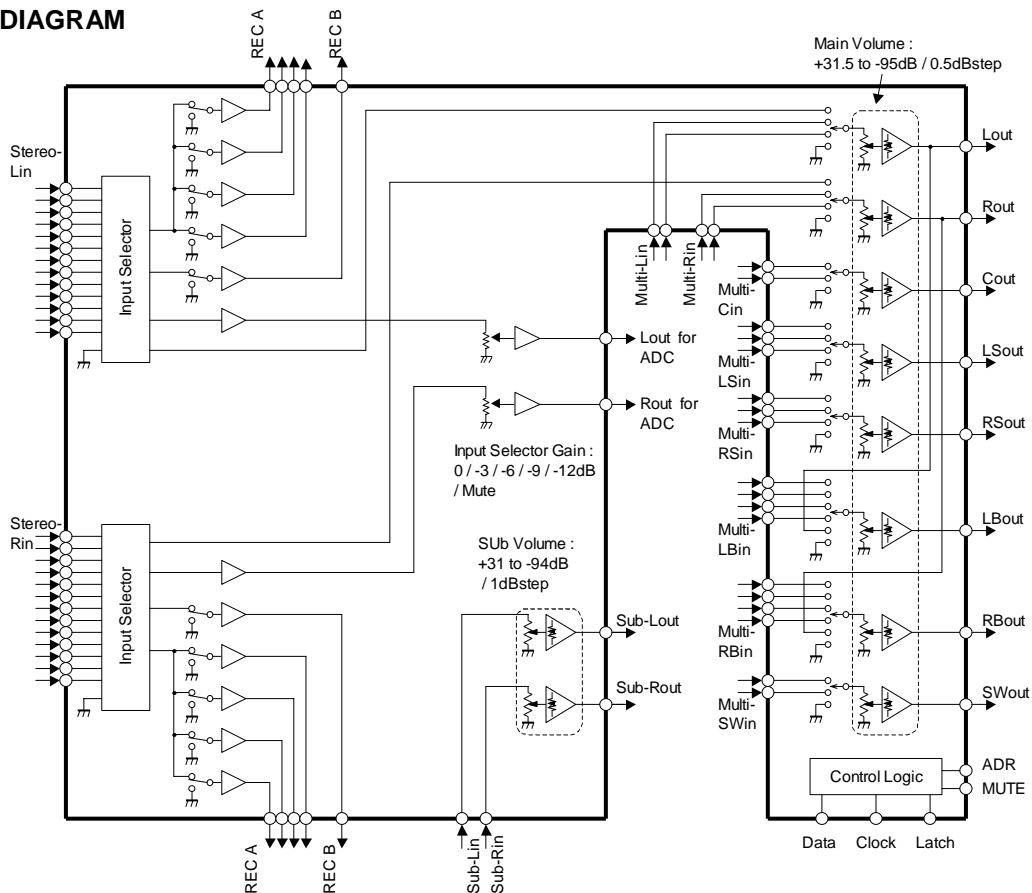 DIAGRAM
REC A
REC B
Main Volume :
+31.5 to -95dB / 0.5dBstep
Stereo-
Lin
Input Selector
Lout
Rout
Multi-Lin
Multi-Rin
Multi-
Cin
Cout
Lout for
ADC
Multi-
LSin
LSout
Rout for
ADC
Multi-
RSin
RSout
Input Selector Gain :
0 / -3 / -6 / -9 / -12dB
/ Mute
Stereo-
Rin
Input Selector
Multi-
LBin
LBout
SUb Volume :
+31 to -94dB
/ 1dBstep
Sub-Lout
Multi-
RBin
RBout
Sub-Rout
Multi-
SWin
SWout
Control Logic
ADR
MUTE
Data
Clock
Latch
REC A
REC B
Sub-Lin
Sub-Rin